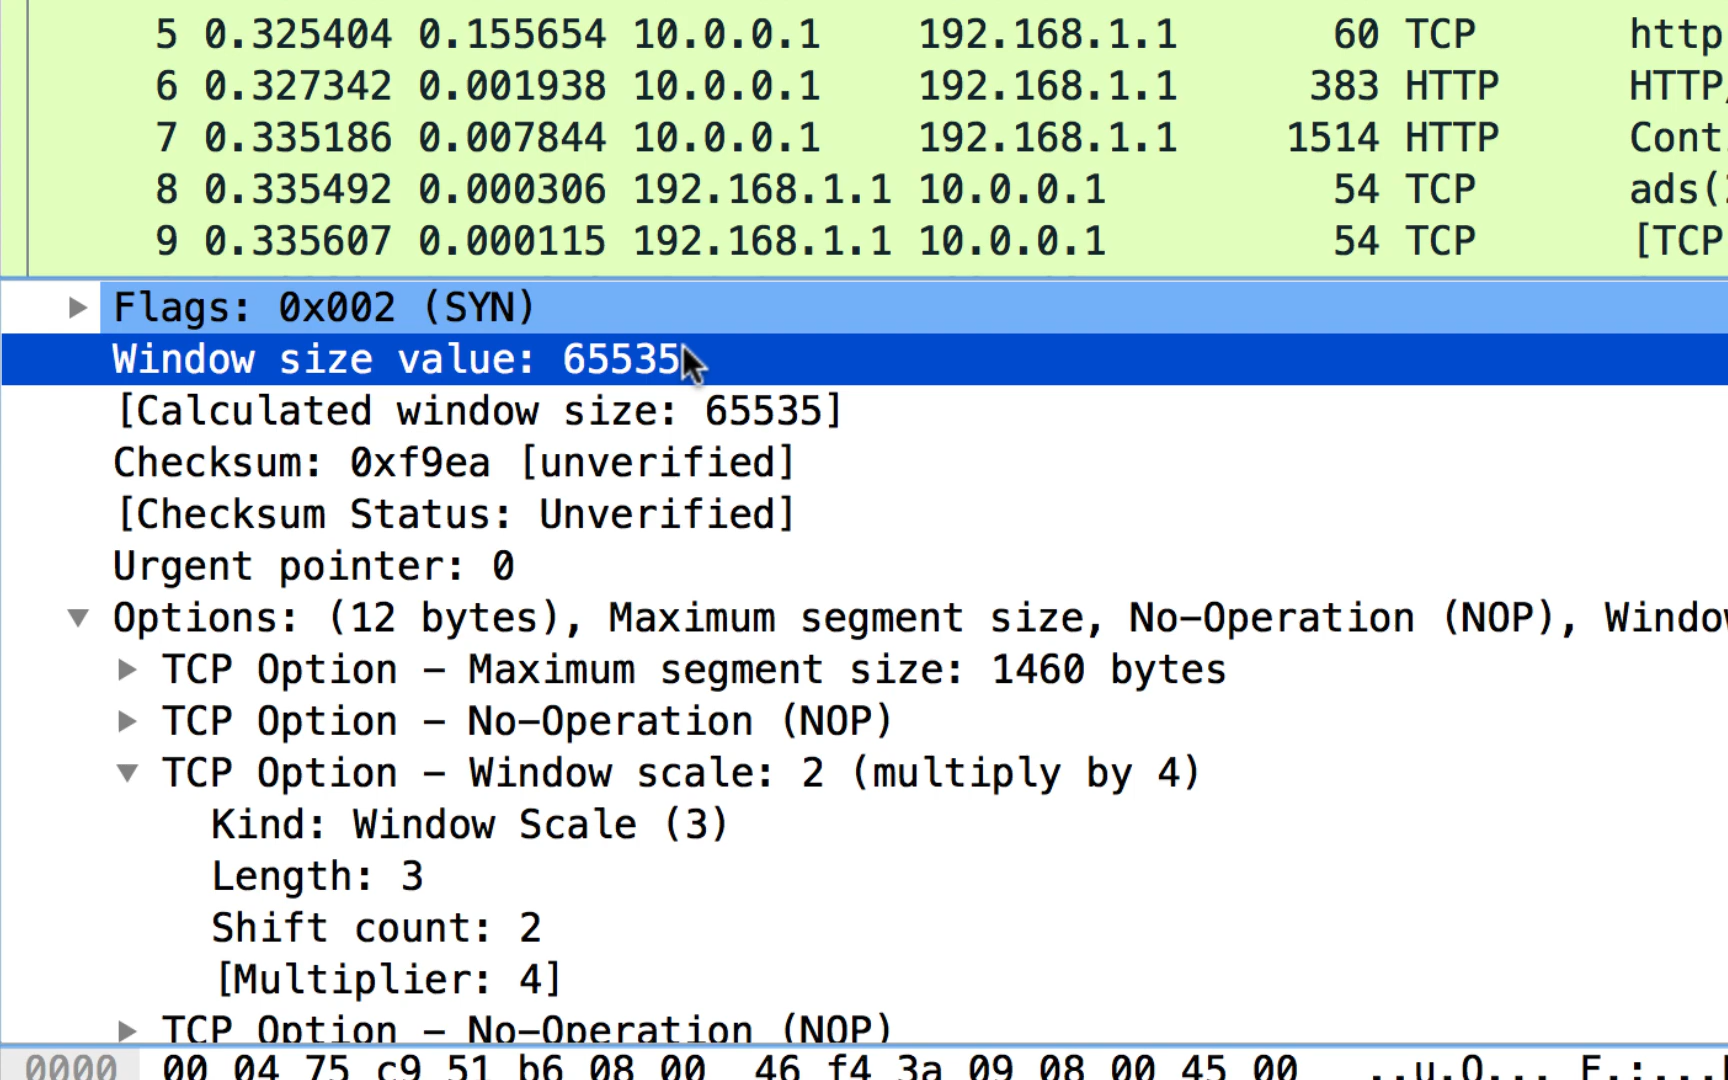 5 0.325404 0.155654 10.0.0.1 192.168.1.1 60 TCP http
6 0.327342 0.001938 10.0.0.1 192.168.1.1 383 HTTP HTTP/
7 0.335186 0.007844 10.0.0.1 192.168.1.1 1514 HTTP Cont
8 0.335492 0.000306 192.168.1.1 10.0.0.1 54 TCP ads(
9 0.335607 0.000115 192.168.1.1 10.0.0.1 54 TCP [TCP
Flags: 0x002 (SYN)
Window size value: 65535
[Calculated window size: 65535]
Checksum: 0xf9ea [unverified]
[Checksum Status: Unverified]
Urgent pointer: 0
Options: (12 bytes), Maximum segment size, No-Operation (NOP), Window
TCP Option - Maximum segment size: 1460 bytes
TCP Option - No-Operation (NOP)
TCP Option - Window scale: 2 (multiply by 4)
Kind: Window Scale (3)
Length: 3
Shift count: 2
[Multiplier: 4]
TCP Option - No-Operation (NOP)
0000 00 04 75 c9 51 b6 08 00 46 f4 3a 09 08 00 45 00 ..u.Q... F.:...